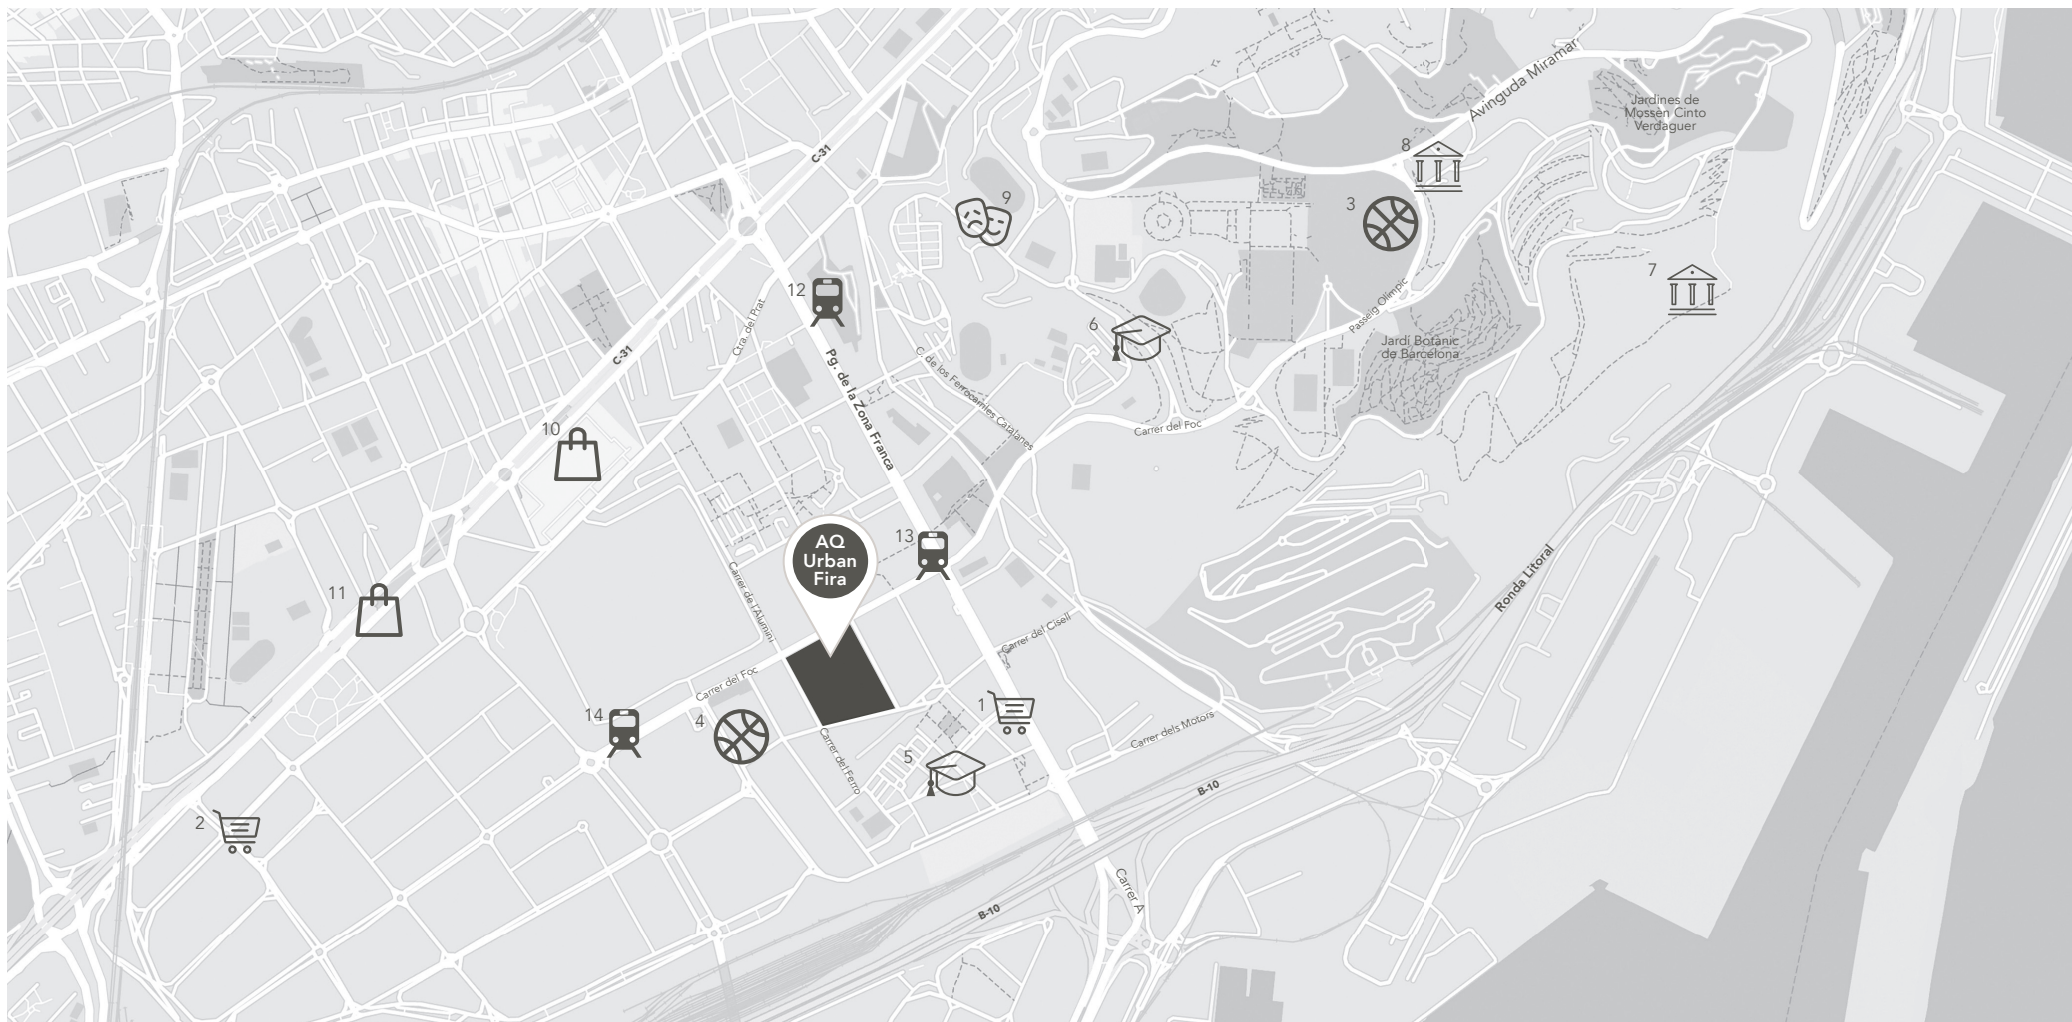 Avinguda Miramar
Jardines de
Mossèn Cinto
Verdaguer
C-31
8
9
3
7
12
Ctra. del Prat
Passeig Olímpic
6
C-31
Pg. de la Zona Franca
C. de los Ferrocarriles Catalanes
Jardí Botànic
de Barcelona
10
Carrer del Foc
AQ
Urban
Fira
13
Ronda Litoral
11
Carrer de l'Alumini
Carrer del Cisell
Carrer del Foc
14
4
1
Carrer dels Motors
Carrer del Ferro
5
B-10
2
Carrer A
B-10